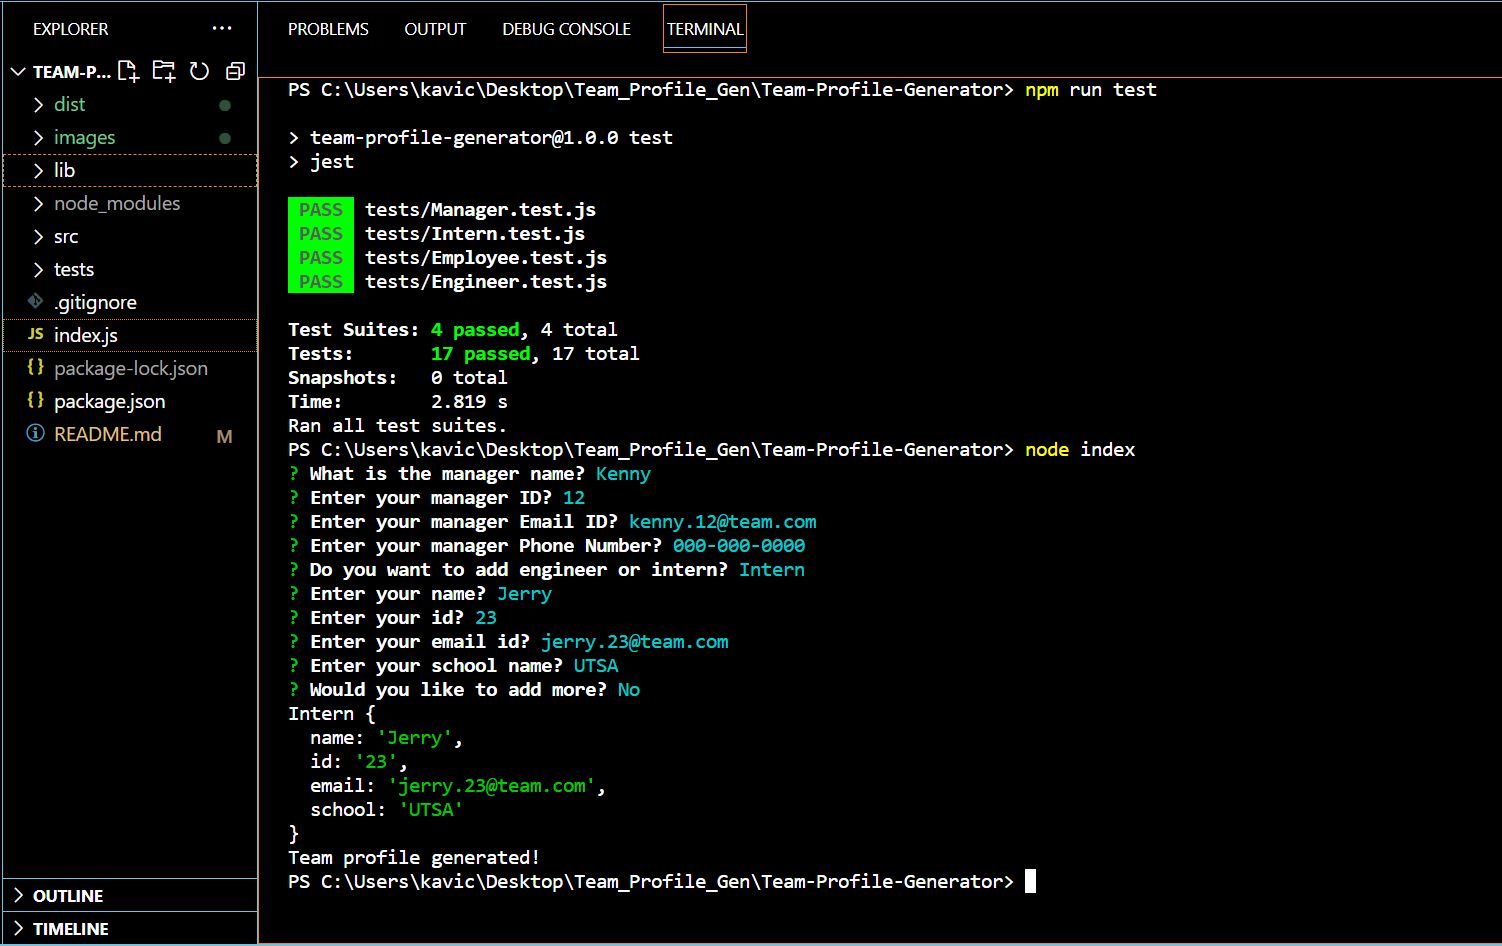 EXPLORER ...
TEAM-P...
dist
images
lib
node_modules
src
tests
.gitignore
JS index.js
{} package-lock.json
{} package.json
README.md M
OUTLINE
TIMELINE
PROBLEMS OUTPUT DEBUG CONSOLE TERMINAL
PS C:\Users\kavic\Desktop\Team_Profile_Gen\Team-Profile-Generator> npm run test
> team-profile-generator@1.0.0 test
> jest
PASS tests/Manager.test.js
PASS tests/Intern.test.js
PASS tests/Employee.test.js
PASS tests/Engineer.test.js
Test Suites: 4 passed, 4 total
Tests: 17 passed, 17 total
Snapshots: 0 total
Time: 2.819 s
Ran all test suites.
PS C:\Users\kavic\Desktop\Team_Profile_Gen\Team-Profile-Generator> node index
? What is the manager name? Kenny
? Enter your manager ID? 12
? Enter your manager Email ID? kenny.12@team.com
? Enter your manager Phone Number? 000-000-0000
? Do you want to add engineer or intern? Intern
? Enter your name? Jerry
? Enter your id? 23
? Enter your email id? jerry.23@team.com
? Enter your school name? UTSA
? Would you like to add more? No
Intern {
name: 'Jerry',
id: '23',
email: 'jerry.23@team.com',
school: 'UTSA'
}
Team profile generated!
PS C:\Users\kavic\Desktop\Team_Profile_Gen\Team-Profile-Generator>